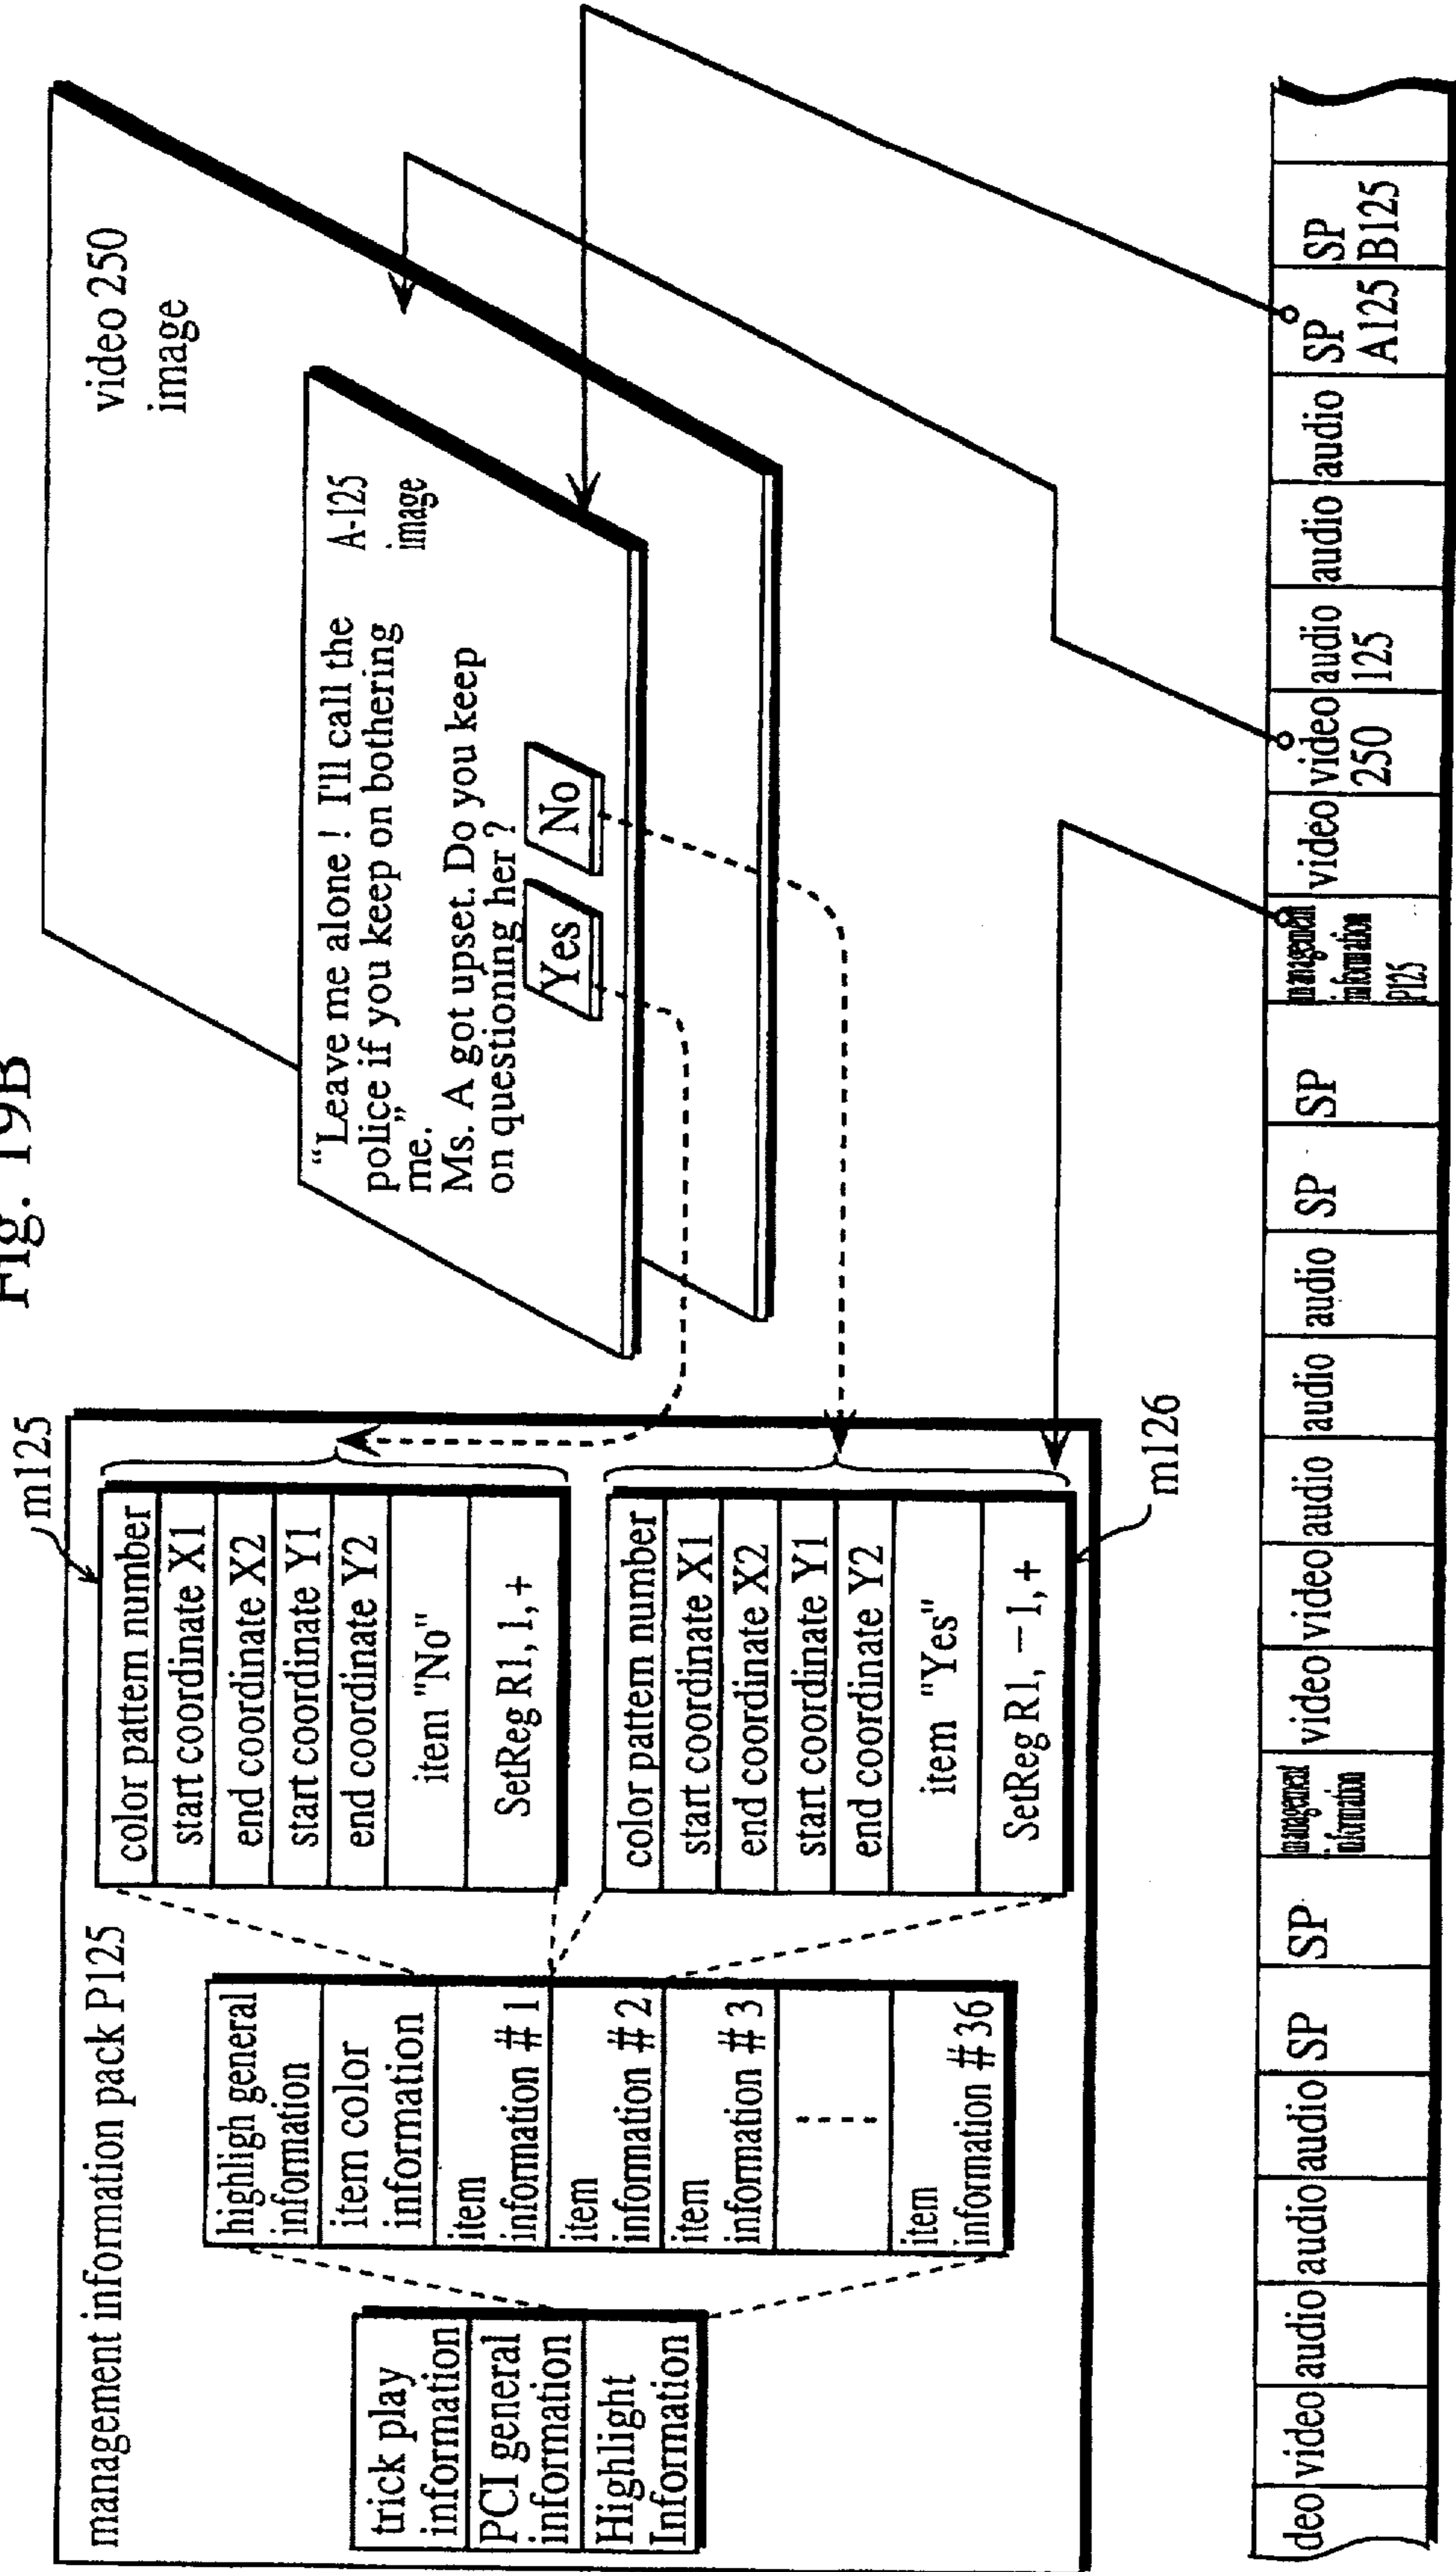 Fig. 19B
management information pack P125
trick play
information
PCI general
information
Highlight
Information
highligh general
information
item color
information
item
information # 1
item
information # 2
item
information # 3
item
information # 36
m125
color pattern number
start coordinate X1
end coordinate X2
start coordinate Y1
end coordinate Y2
item "No"
SetReg R1, 1, +
color pattern number
start coordinate X1
end coordinate X2
start coordinate Y1
end coordinate Y2
item "Yes"
SetReg R1, −1, +
m126
video 250
image
A-125
image
“Leave me alone ! I'll call the
police if you keep on bothering
me.”
Ms. A got upset. Do you keep
on questioning her ?
Yes
No
deo
video
audio
audio
audio
SP
SP
management
information
video
video
audio
audio
audio
SP
SP
management
information
P125
video
video
250
audio
125
audio
audio
SP
A125
SP
B125